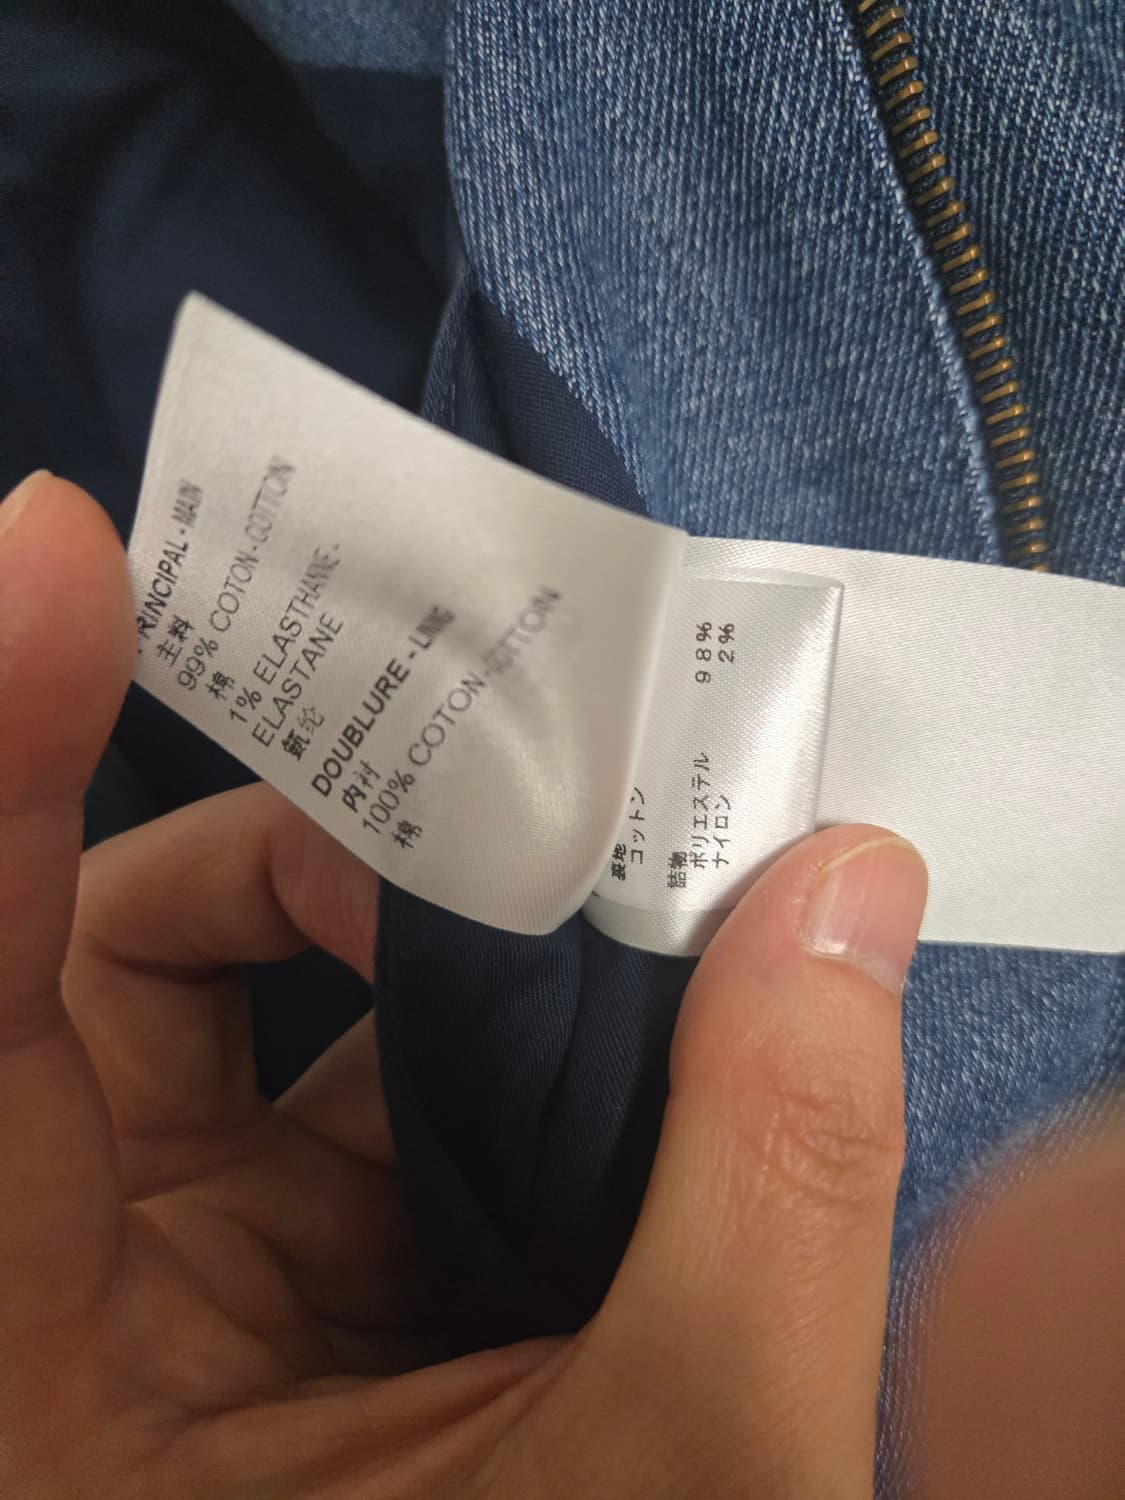 PRINCIPAL - MAIN
主料
99% COTON-COTTON
棉
1% ELASTHANNE-
ELASTANE
氨纶
DOUBLURE - LINING
内衬
100% COTON-COTTON
棉
裏地
コットン
詰物
ポリエステル 98%
ナイロン 2%